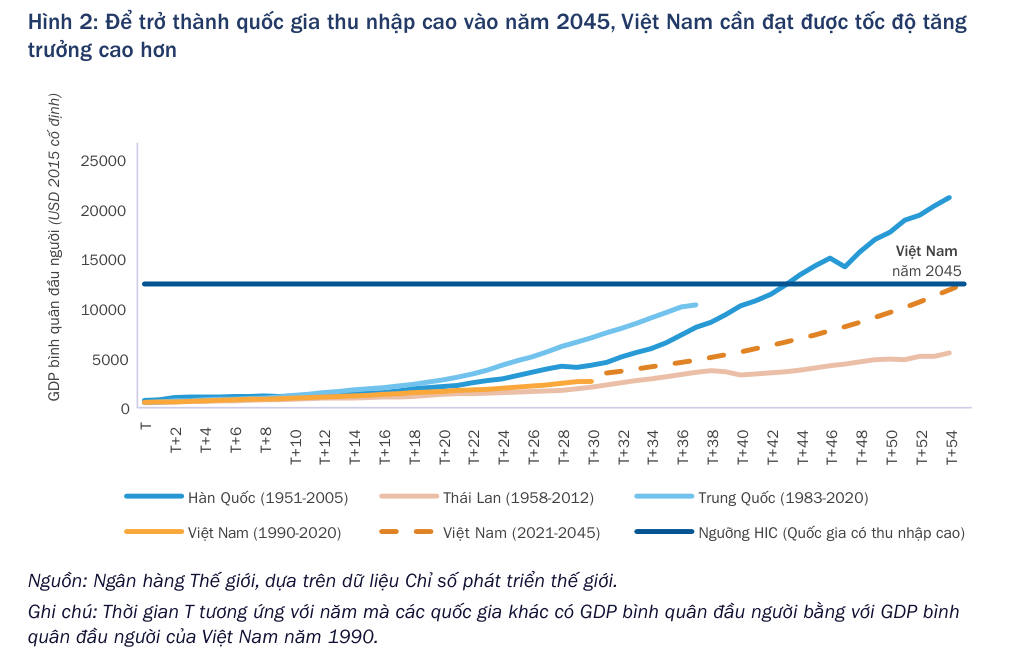 Hình 2: Để trở thành quốc gia thu nhập cao vào năm 2045, Việt Nam cần đạt được tốc độ tăng
trưởng cao hơn
GDP bình quân đầu người (USD 2015 cố định)
25000
20000
15000
10000
5000
0
Việt Nam
năm 2045
T
T+2
T+4
T+6
T+8
T+10
T+12
T+14
T+16
T+18
T+20
T+22
T+24
T+26
T+28
T+30
T+32
T+34
T+36
T+38
T+40
T+42
T+44
T+46
T+48
T+50
T+52
T+54
Hàn Quốc (1951-2005)
Thái Lan (1958-2012)
Trung Quốc (1983-2020)
Việt Nam (1990-2020)
Việt Nam (2021-2045)
Ngưỡng HIC (Quốc gia có thu nhập cao)
Nguồn: Ngân hàng Thế giới, dựa trên dữ liệu Chỉ số phát triển thế giới.
Ghi chú: Thời gian T tương ứng với năm mà các quốc gia khác có GDP bình quân đầu người bằng với GDP bình
quân đầu người của Việt Nam năm 1990.